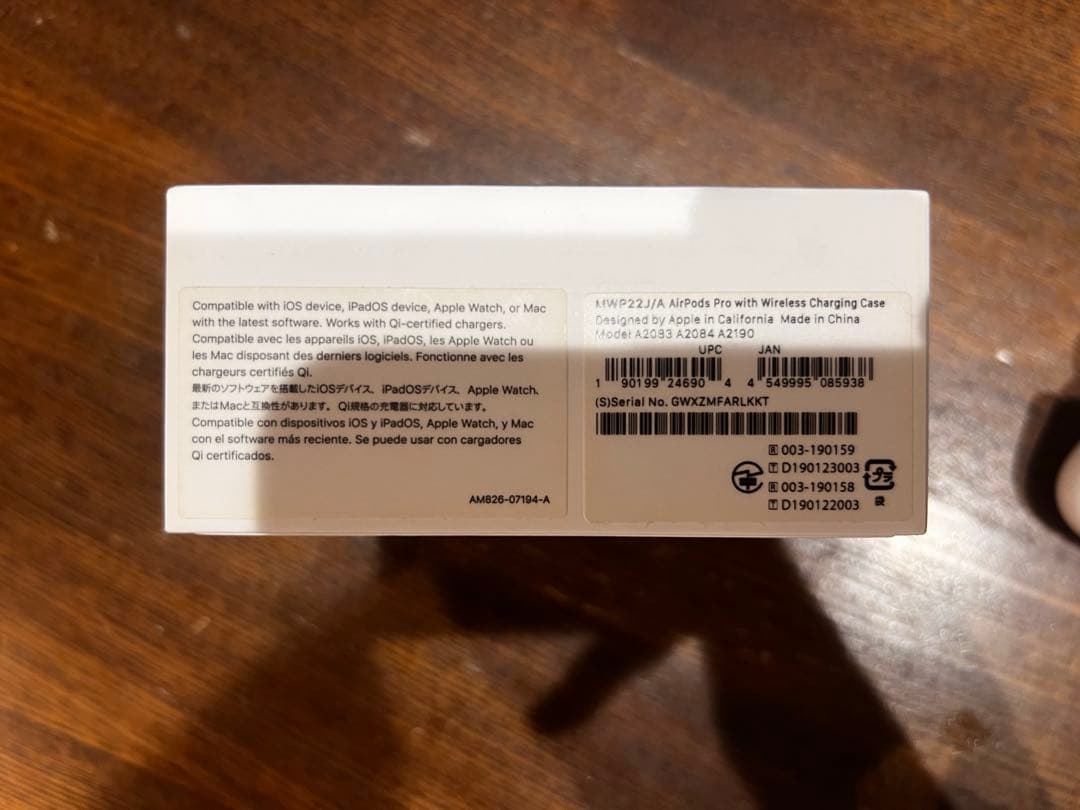 Compatible with iOS device, iPadOS device, Apple Watch, or Mac
with the latest software. Works with Qi-certified chargers.
Compatible avec les appareils iOS, iPadOS, les Apple Watch ou
les Mac disposant des derniers logiciels. Fonctionne avec les
chargeurs certifiés Qi.
最新のソフトウェアを搭載したiOSデバイス、iPadOSデバイス、Apple Watch、
またはMacと互換性があります。Qi規格の充電器に対応しています。
Compatible con dispositivos iOS y iPadOS, Apple Watch, y Mac
con el software más reciente. Se puede usar con cargadores
Qi certificados.
AM826-07194-A
MWP22J/A AirPods Pro with Wireless Charging Case
Designed by Apple in California Made in China
Model A2083 A2084 A2190
UPC JAN
1 90199 24690 4 4 549995 085938
(S)Serial No. GWXZMFARLKKT
R 003-190159
T D190123003
R 003-190158
T D190122003
プラ
袋